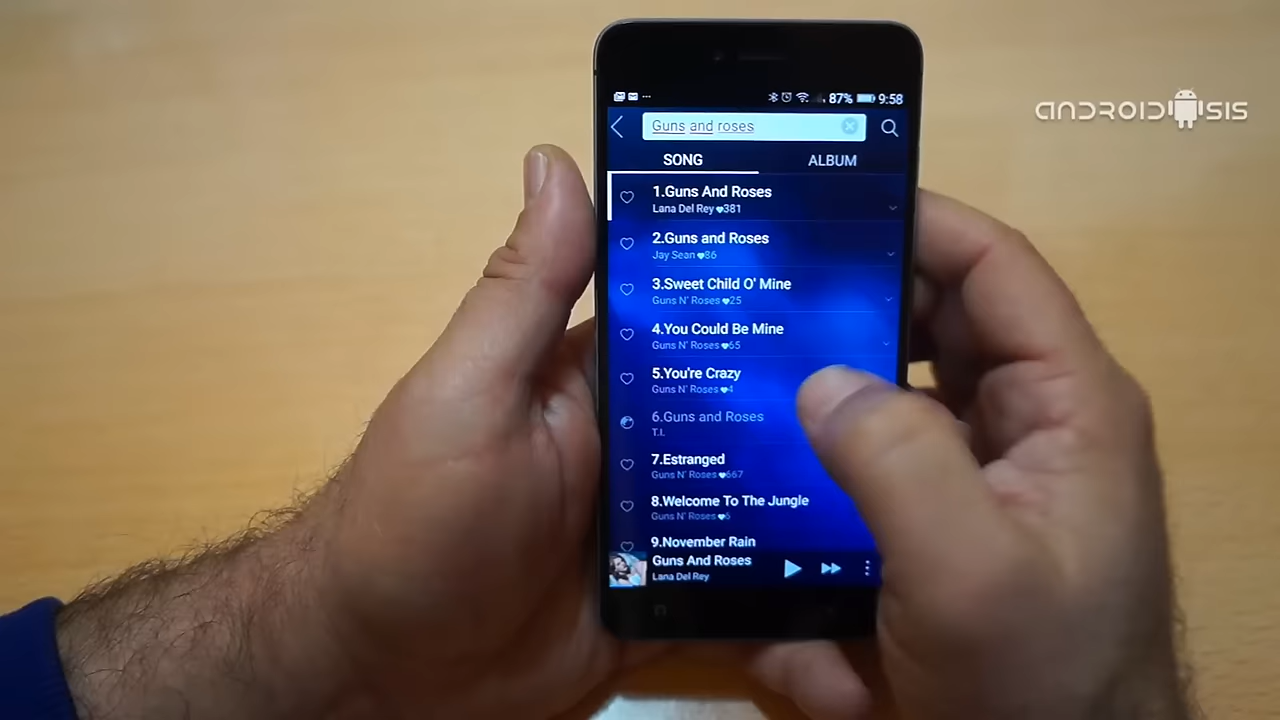 87% 9:58
ANDROIDSIS
Guns and roses
SONG ALBUM
1.Guns And Roses
Lana Del Rey 381
2.Guns and Roses
Jay Sean 86
3.Sweet Child O' Mine
Guns N' Roses 25
4.You Could Be Mine
Guns N' Roses 65
5.You're Crazy
Guns N' Roses 4
6.Guns and Roses
T.I.
7.Estranged
Guns N' Roses 667
8.Welcome To The Jungle
Guns N' Roses 6
9.November Rain
Guns And Roses
Lana Del Rey